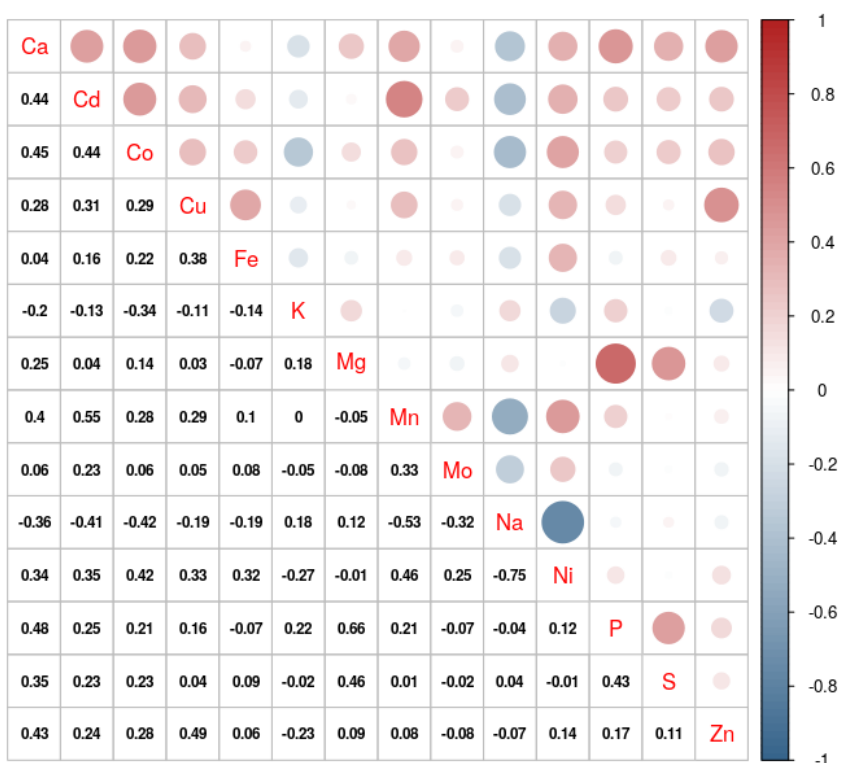 Ca
0.44 Cd
0.45 0.44 Co
0.28 0.31 0.29 Cu
0.04 0.16 0.22 0.38 Fe
-0.2 -0.13 -0.34 -0.11 -0.14 K
0.25 0.04 0.14 0.03 -0.07 0.18 Mg
0.4 0.55 0.28 0.29 0.1 0 -0.05 Mn
0.06 0.23 0.06 0.05 0.08 -0.05 -0.08 0.33 Mo
-0.36 -0.41 -0.42 -0.19 -0.19 0.18 0.12 -0.53 -0.32 Na
0.34 0.35 0.42 0.33 0.32 -0.27 -0.01 0.46 0.25 -0.75 Ni
0.48 0.25 0.21 0.16 -0.07 0.22 0.66 0.21 -0.07 -0.04 0.12 P
0.35 0.23 0.23 0.04 0.09 -0.02 0.46 0.01 -0.02 0.04 -0.01 0.43 S
0.43 0.24 0.28 0.49 0.06 -0.23 0.09 0.08 -0.08 -0.07 0.14 0.17 0.11 Zn
1
0.8
0.6
0.4
0.2
0
-0.2
-0.4
-0.6
-0.8
-1